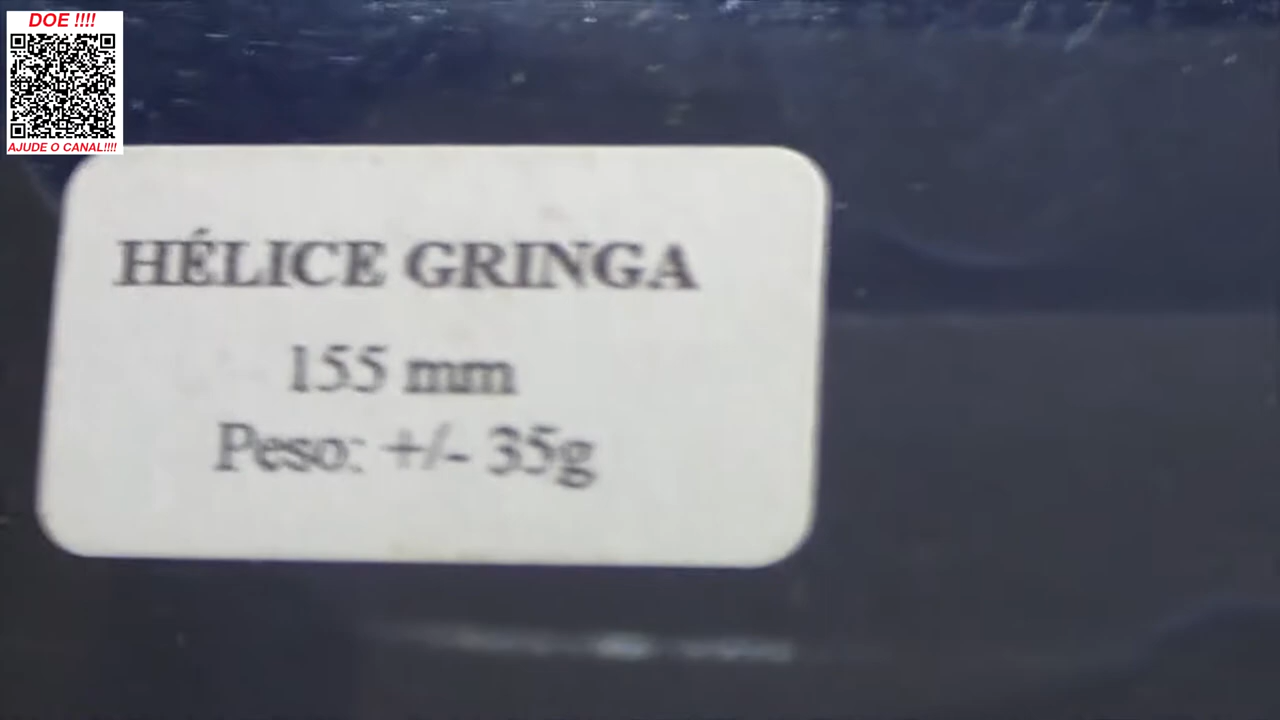 DOE !!!!
AJUDE O CANAL!!!!
HÉLICE GRINGA
155 mm
Peso: +/- 35g